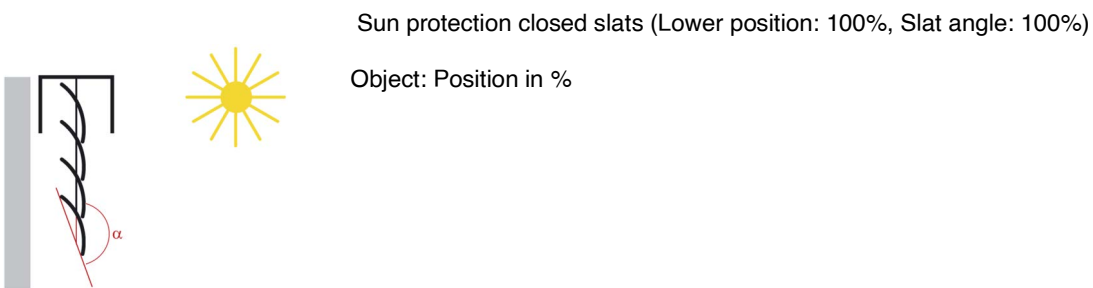 Sun protection closed slats (Lower position: 100%, Slat angle: 100%)
Object: Position in %
α